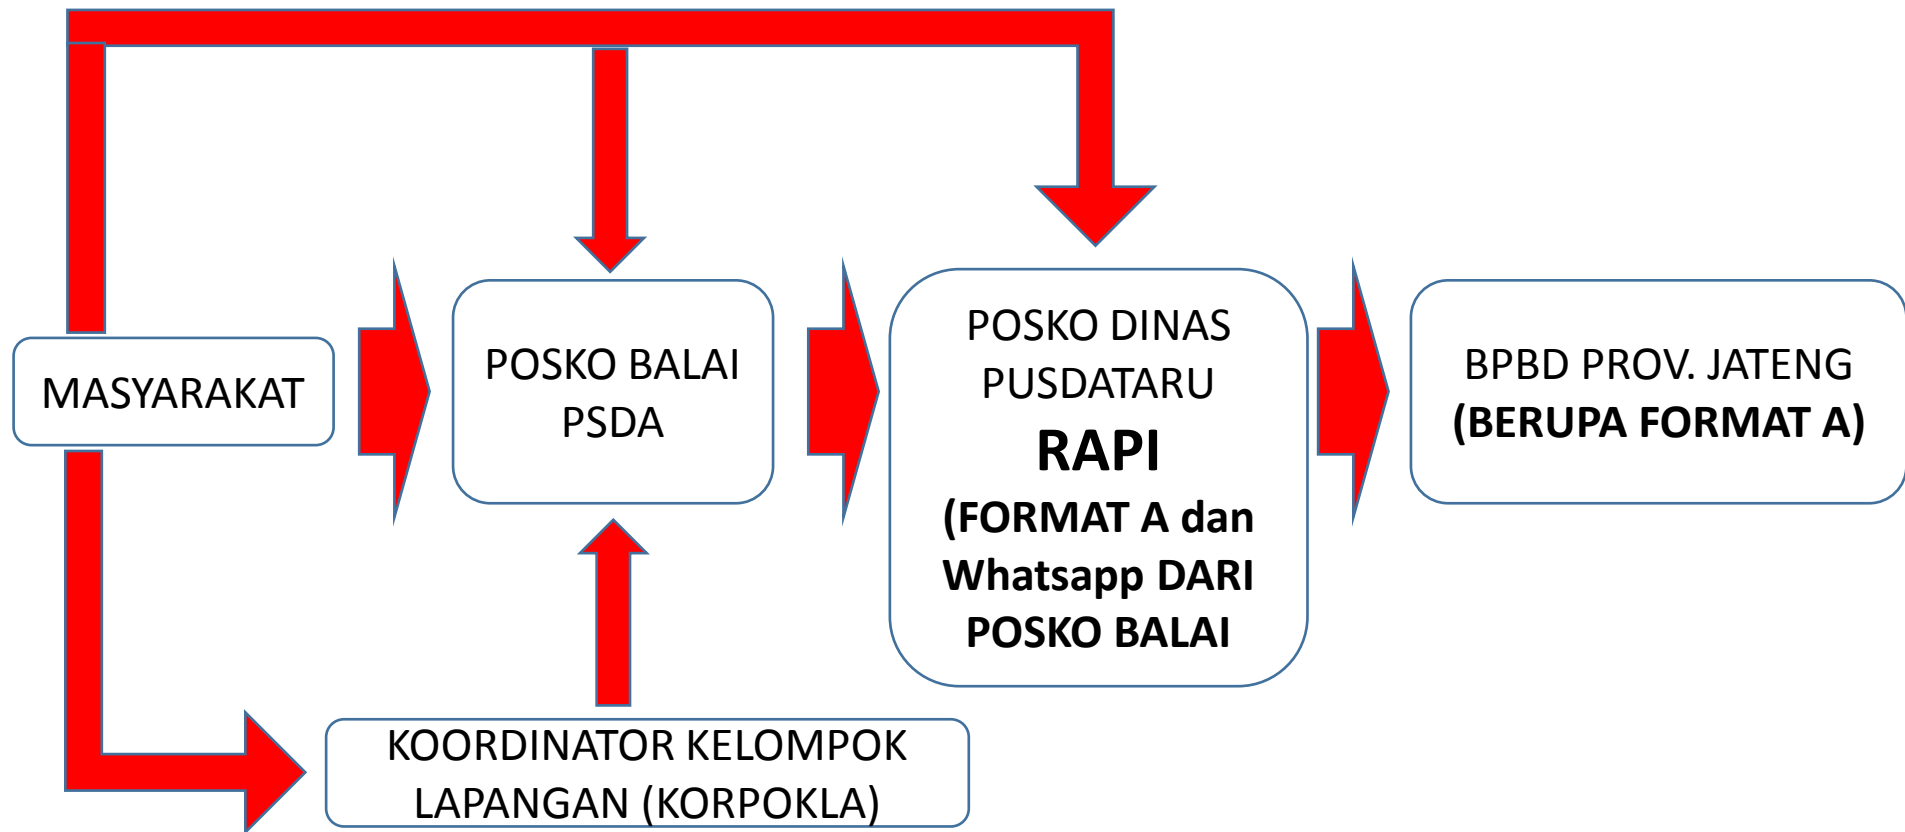 MASYARAKAT
POSKO BALAI
PSDA
POSKO DINAS
PUSDATARU
RAPI
(FORMAT A dan
Whatsapp DARI
POSKO BALAI
BPBD PROV. JATENG
(BERUPA FORMAT A)
KOORDINATOR KELOMPOK
LAPANGAN (KORPOKLA)